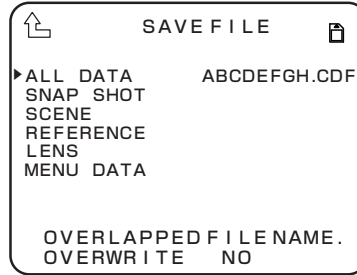 SAVE FILE
ALL DATA ABCDEFGH.CDF
SNAP SHOT
SCENE
REFERENCE
LENS
MENU DATA
OVERLAPPED FILE NAME.
OVERWRITE NO